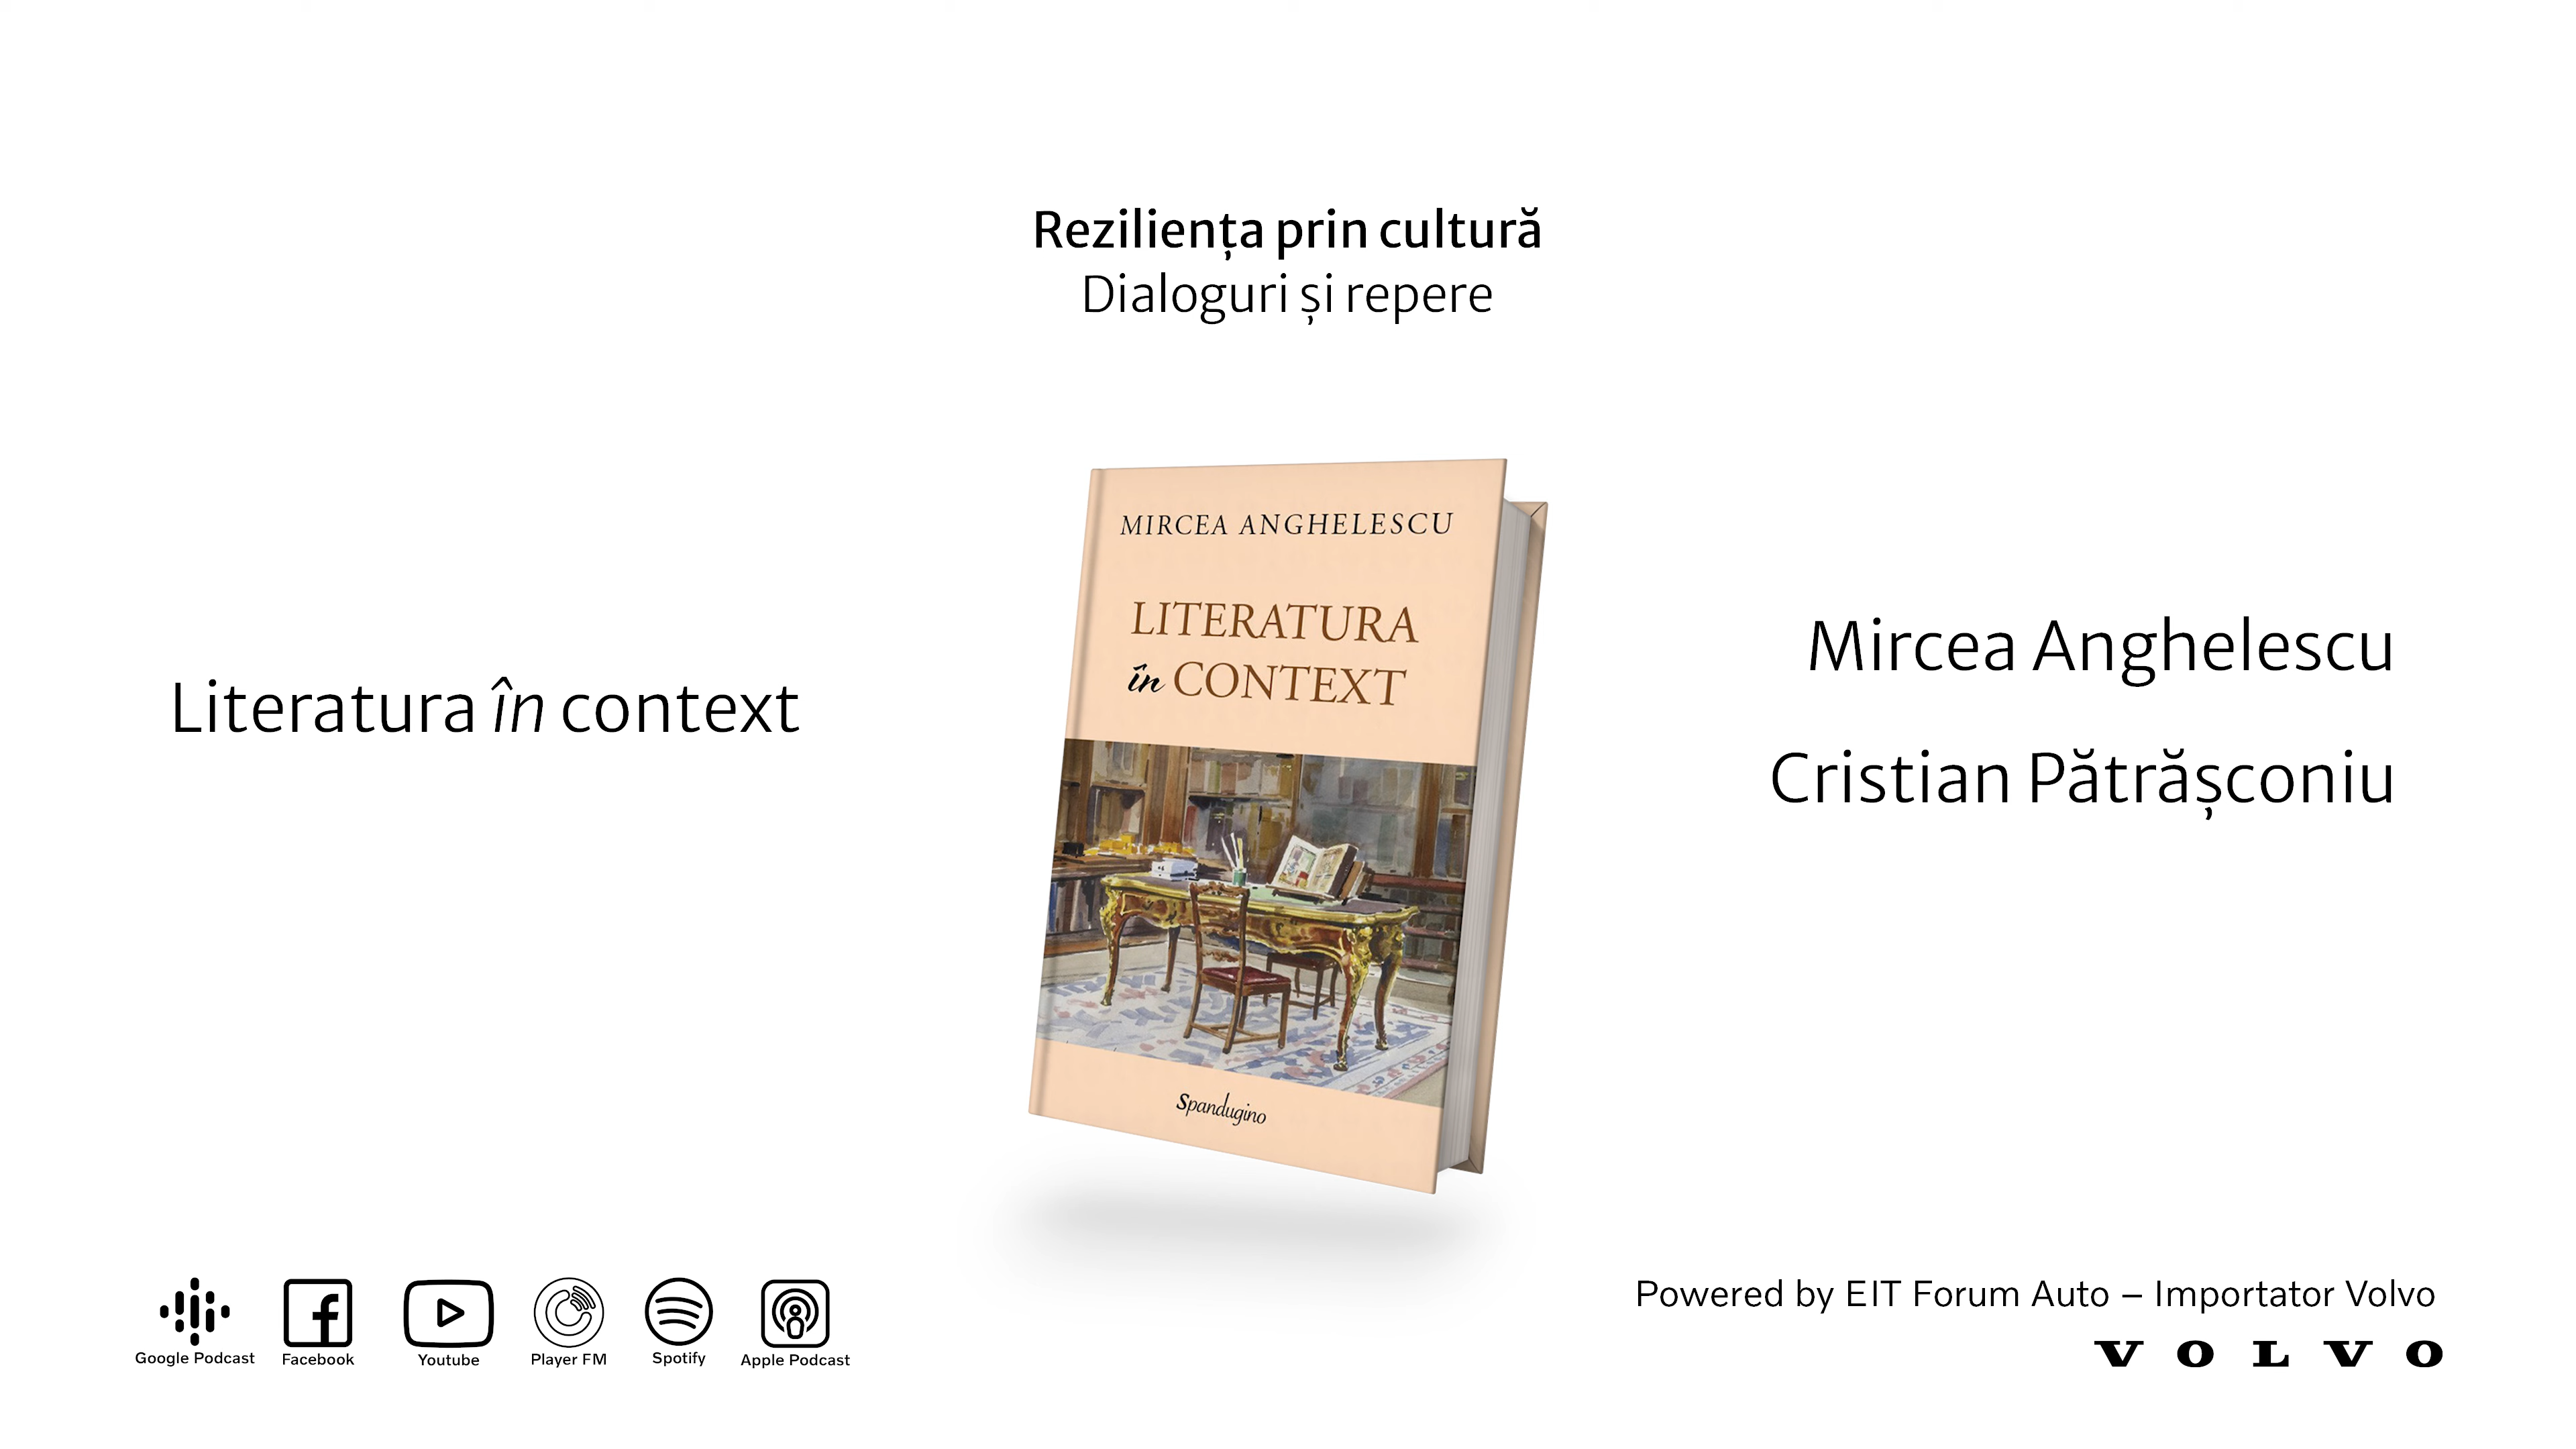 Reziliența prin cultură
Dialoguri și repere
Literatura în context
MIRCEA ANGHELESCU
LITERATURA
în CONTEXT
Spandugino
Mircea Anghelescu
Cristian Pătrășconiu
Google Podcast
Facebook
Youtube
Player FM
Spotify
Apple Podcast
Powered by EIT Forum Auto – Importator Volvo
VOLVO